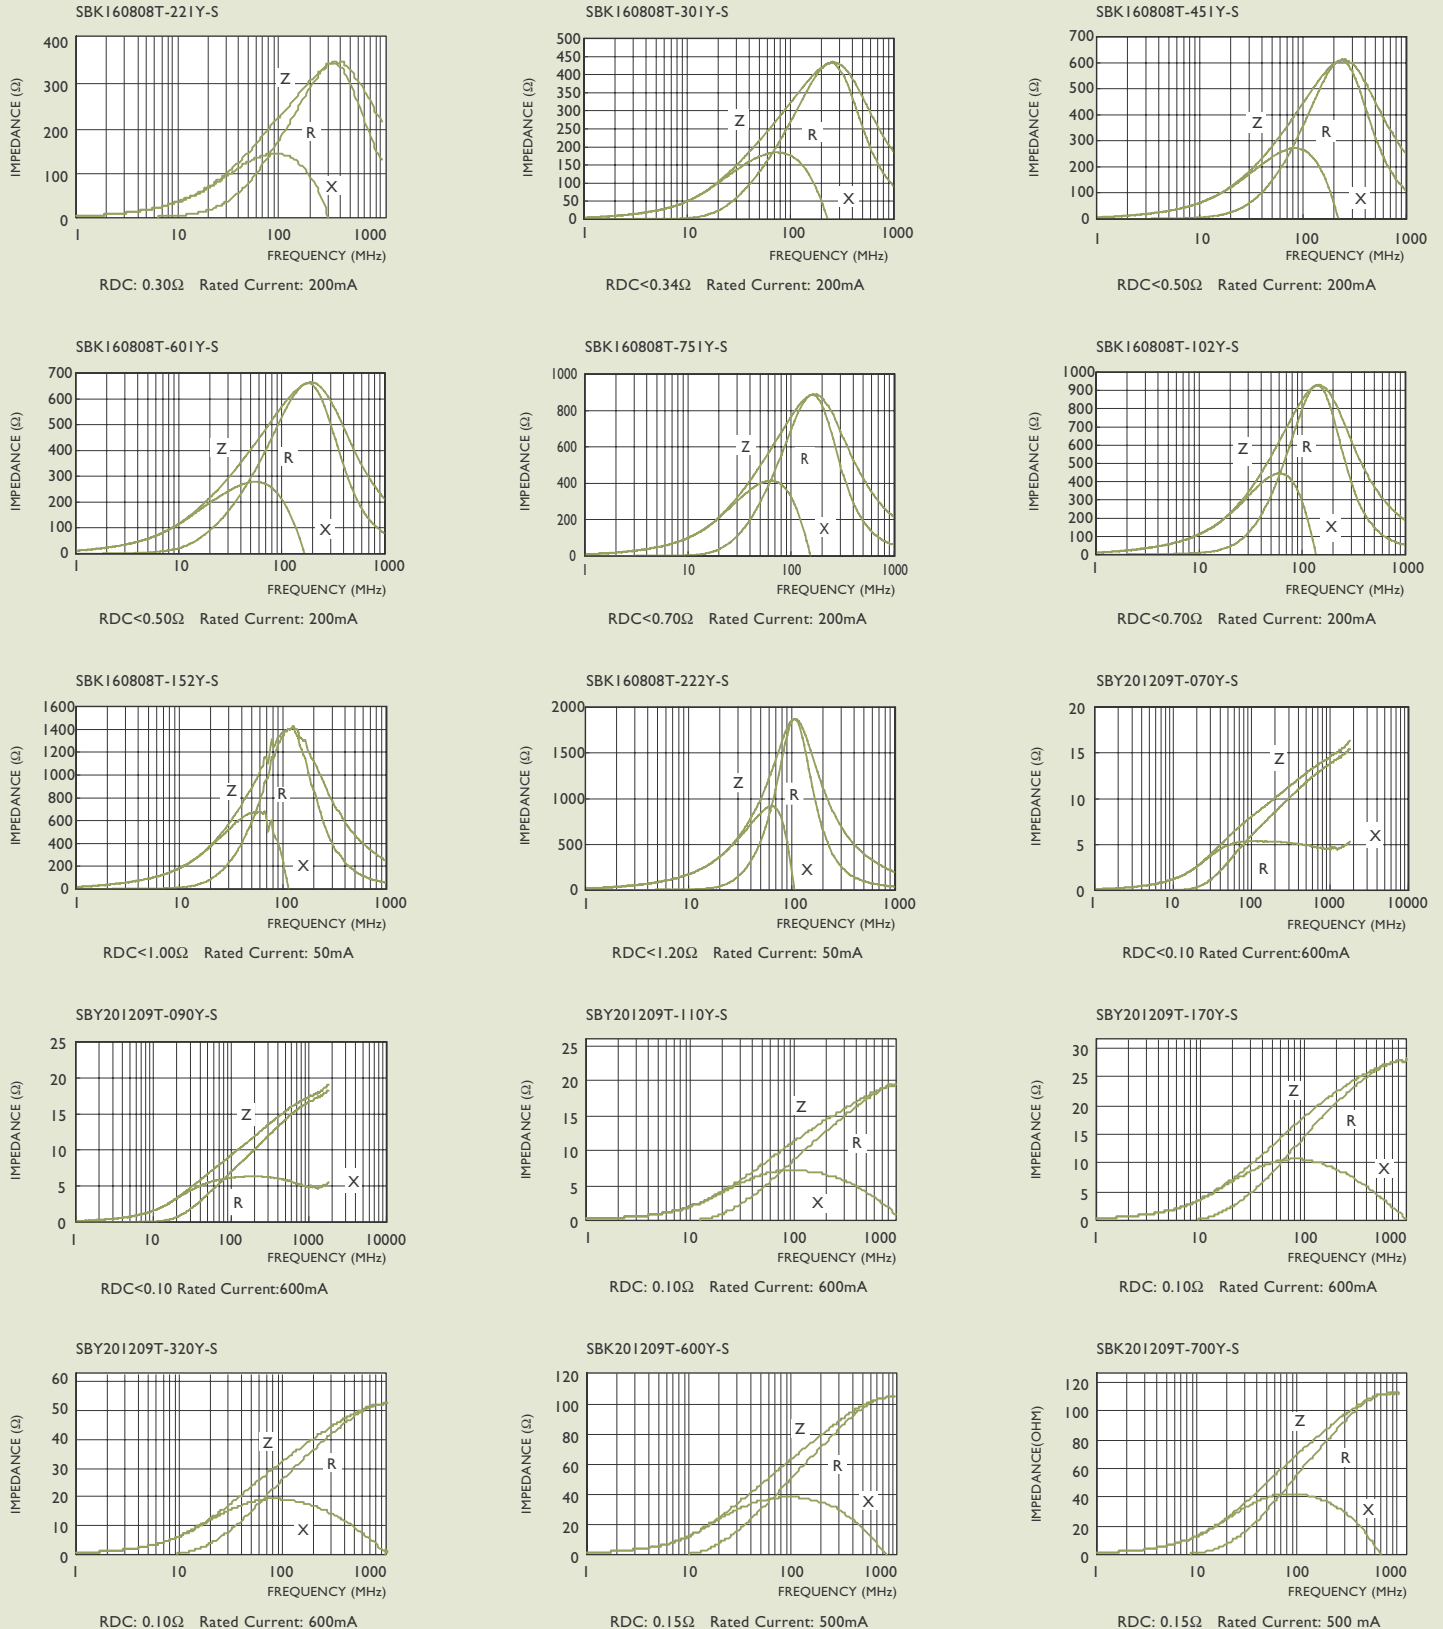 SBK160808T-221Y-S
IMPEDANCE (Ω)
400
300
200
100
0
Z
R
X
1 10 100 1000
FREQUENCY (MHz)
RDC: 0.30Ω Rated Current: 200mA
SBK160808T-301Y-S
IMPEDANCE (Ω)
500
450
400
350
300
250
200
150
100
50
0
Z
R
X
1 10 100 1000
FREQUENCY (MHz)
RDC<0.34Ω Rated Current: 200mA
SBK160808T-451Y-S
IMPEDANCE (Ω)
700
600
500
400
300
200
100
0
Z
R
X
1 10 100 1000
FREQUENCY (MHz)
RDC<0.50Ω Rated Current: 200mA
SBK160808T-601Y-S
IMPEDANCE (Ω)
700
600
500
400
300
200
100
0
Z
R
X
1 10 100 1000
FREQUENCY (MHz)
RDC<0.50Ω Rated Current: 200mA
SBK160808T-751Y-S
IMPEDANCE (Ω)
1000
800
600
400
200
0
Z
R
X
1 10 100 1000
FREQUENCY (MHz)
RDC<0.70Ω Rated Current: 200mA
SBK160808T-102Y-S
IMPEDANCE (Ω)
1000
900
800
700
600
500
400
300
200
100
0
Z
R
X
1 10 100 1000
FREQUENCY (MHz)
RDC<0.70Ω Rated Current: 200mA
SBK160808T-152Y-S
IMPEDANCE (Ω)
1600
1400
1200
1000
800
600
400
200
0
Z
R
X
1 10 100 1000
FREQUENCY (MHz)
RDC<1.00Ω Rated Current: 50mA
SBK160808T-222Y-S
IMPEDANCE (Ω)
2000
1500
1000
500
0
Z
R
X
1 10 100 1000
FREQUENCY (MHz)
RDC<1.20Ω Rated Current: 50mA
SBY201209T-070Y-S
IMPEDANCE (Ω)
20
15
10
5
0
Z
X
R
1 10 100 1000 10000
FREQUENCY (MHz)
RDC<0.10 Rated Current:600mA
SBY201209T-090Y-S
IMPEDANCE (Ω)
25
20
15
10
5
0
Z
X
R
1 10 100 1000 10000
FREQUENCY (MHz)
RDC<0.10 Rated Current:600mA
SBY201209T-110Y-S
IMPEDANCE (Ω)
25
20
15
10
5
0
Z
R
X
1 10 100 1000
FREQUENCY (MHz)
RDC: 0.10Ω Rated Current: 600mA
SBY201209T-170Y-S
IMPEDANCE (Ω)
30
25
20
15
10
5
0
Z
R
X
1 10 100 1000
FREQUENCY (MHz)
RDC: 0.10Ω Rated Current: 600mA
SBY201209T-320Y-S
IMPEDANCE (Ω)
60
50
40
30
20
10
0
Z
R
X
1 10 100 1000
FREQUENCY (MHz)
RDC: 0.10Ω Rated Current: 600mA
SBK201209T-600Y-S
IMPEDANCE (Ω)
120
100
80
60
40
20
0
Z
R
X
1 10 100 1000
FREQUENCY (MHz)
RDC: 0.15Ω Rated Current: 500mA
SBK201209T-700Y-S
IMPEDANCE(OHM)
120
100
80
60
40
20
0
Z
R
X
1 10 100 1000
FREQUENCY (MHz)
RDC: 0.15Ω Rated Current: 500 mA